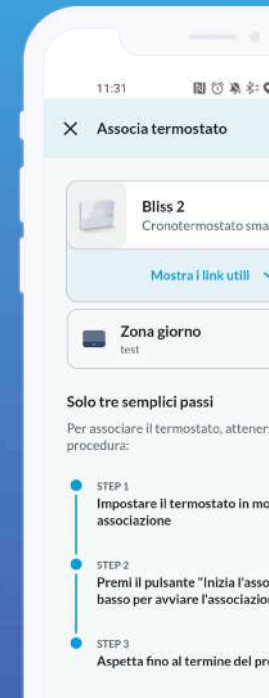 11:31
Associa termostato
Bliss 2
Cronotermostato sma
Mostra i link utili
Zona giorno
test
Solo tre semplici passi
Per associare il termostato, attener
procedura:
STEP 1
Impostare il termostato in mo
associazione
STEP 2
Premi il pulsante "Inizia l'asso
basso per avviare l'associazio
STEP 3
Aspetta fino al termine del pro